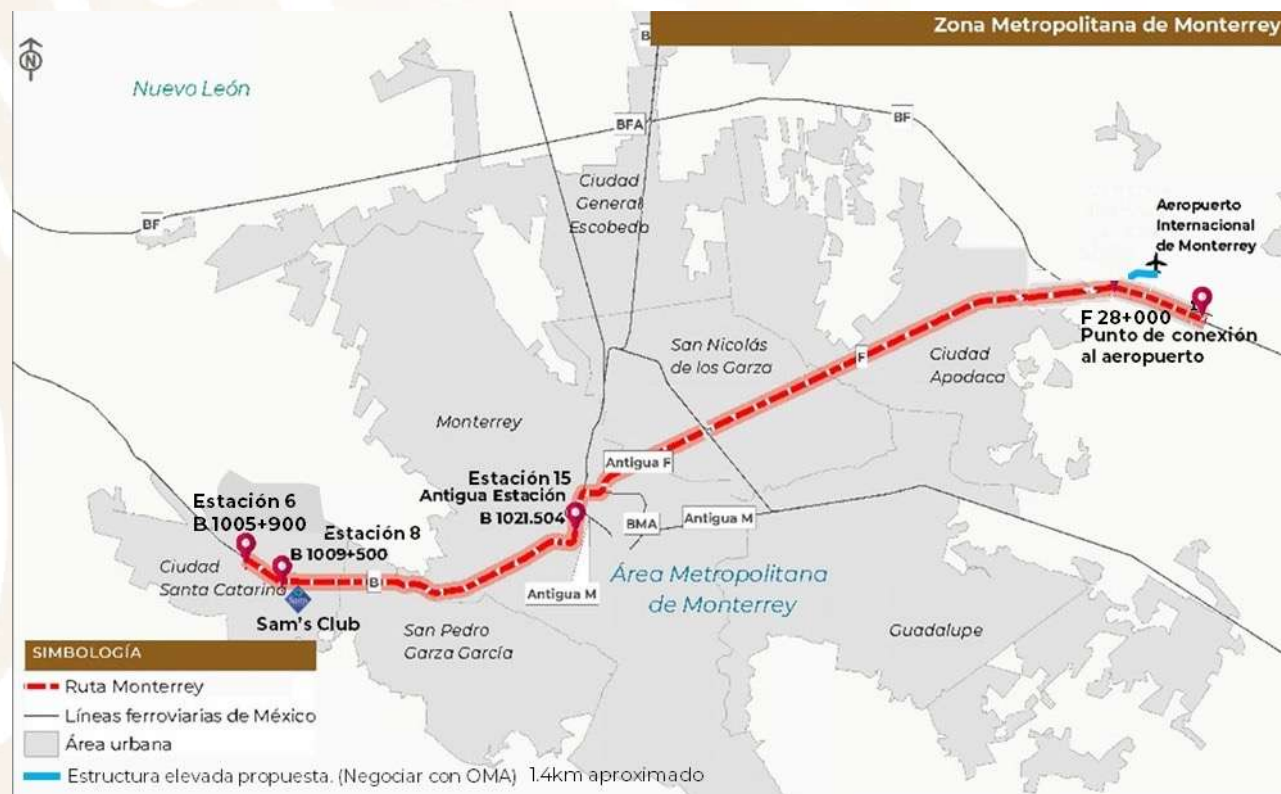 Zona Metropolitana de Monterrey
N
Nuevo León
B
BFA
BF
BF
Ciudad
General
Escobedo
Aeropuerto
Internacional
de Monterrey
F 28+000
Punto de conexión
al aeropuerto
San Nicolás
de los Garza
F
Ciudad
Apodaca
Monterrey
Antigua F
Estación 15
Antigua Estación
B 1021.504
BMA
Antigua M
Estación 6
B 1005+900
Estación 8
B 1009+500
Ciudad
Santa Catarina
B
Antigua M
Área Metropolitana
de Monterrey
Sam's Club
San Pedro
Garza García
Guadalupe
SIMBOLOGÍA
Ruta Monterrey
Líneas ferroviarias de México
Área urbana
Estructura elevada propuesta. (Negociar con OMA) 1.4km aproximado